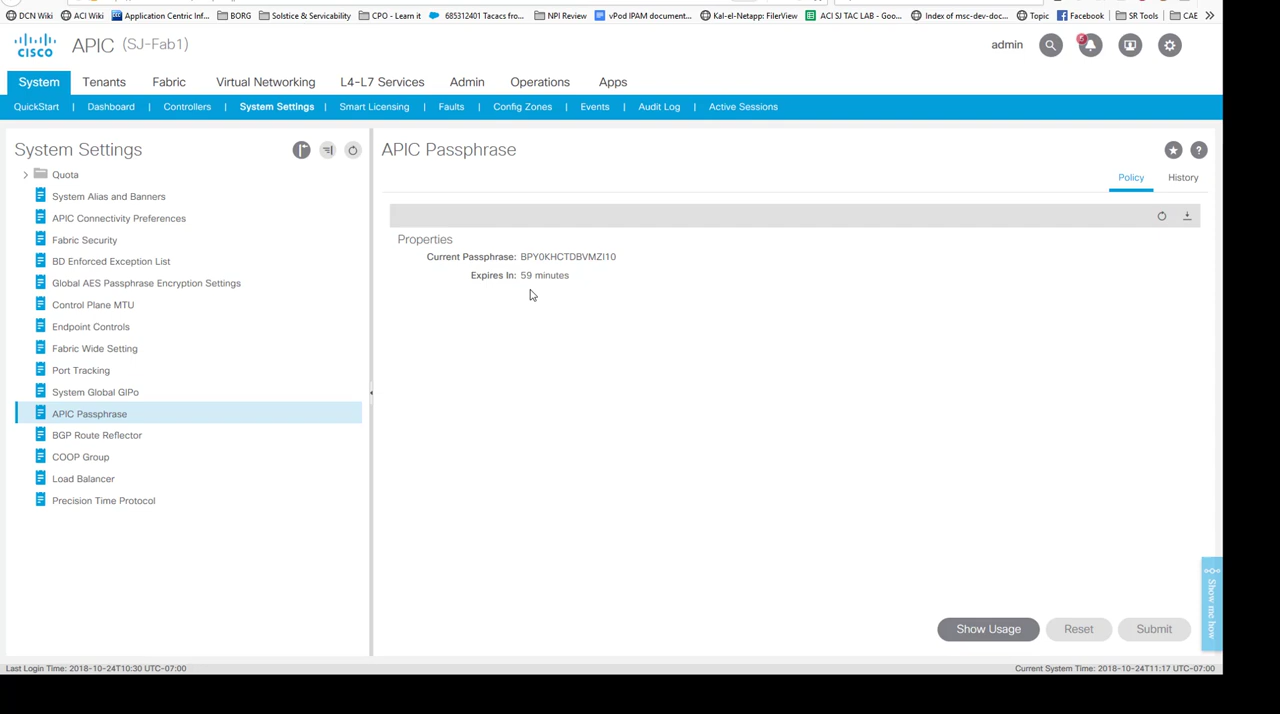 DCN Wiki ACI Wiki Application Centric Inf... BORG Solstice & Servicability CPO - Learn it 685312401 Tacacs fro... NPI Review vPod IPAM document... Kal-el-Netapp: FilerView ACI SJ TAC LAB - Goo... Index of msc-dev-doc... Topic Facebook SR Tools CAE
CISCO APIC (SJ-Fab1) admin 5
System Tenants Fabric Virtual Networking L4-L7 Services Admin Operations Apps
QuickStart | Dashboard | Controllers | System Settings | Smart Licensing | Faults | Config Zones | Events | Audit Log | Active Sessions
System Settings
Quota
System Alias and Banners
APIC Connectivity Preferences
Fabric Security
BD Enforced Exception List
Global AES Passphrase Encryption Settings
Control Plane MTU
Endpoint Controls
Fabric Wide Setting
Port Tracking
System Global GIPo
APIC Passphrase
BGP Route Reflector
COOP Group
Load Balancer
Precision Time Protocol
APIC Passphrase
Policy History
Properties
Current Passphrase: BPY0KHCTDBVMZI10
Expires In: 59 minutes
Show me how
Show Usage Reset Submit
Last Login Time: 2018-10-24T10:30 UTC-07:00 Current System Time: 2018-10-24T11:17 UTC-07:00